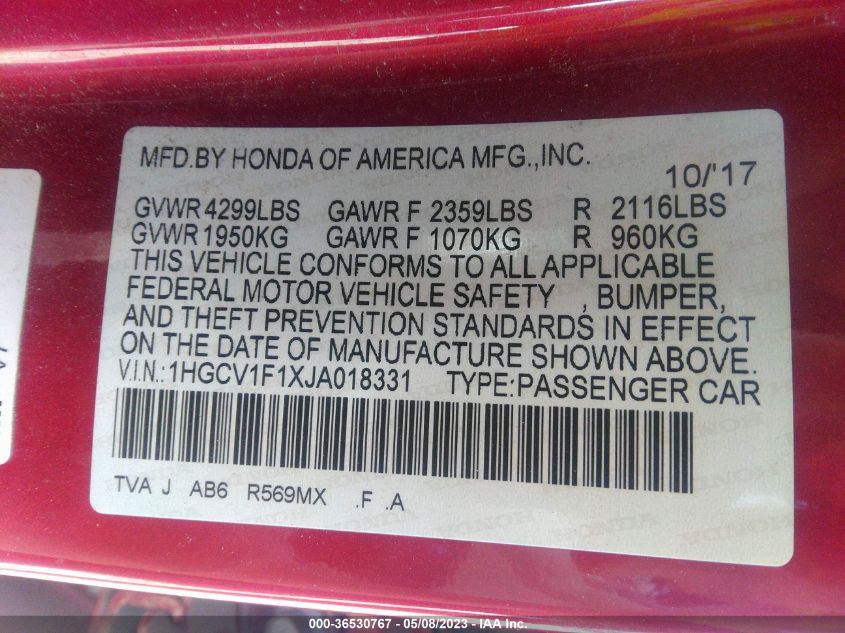 MFD.BY HONDA OF AMERICA MFG.,INC.
10/'17
GVWR 4299LBS GAWR F 2359LBS R 2116LBS
GVWR 1950KG GAWR F 1070KG R 960KG
THIS VEHICLE CONFORMS TO ALL APPLICABLE
FEDERAL MOTOR VEHICLE SAFETY , BUMPER,
AND THEFT PREVENTION STANDARDS IN EFFECT
ON THE DATE OF MANUFACTURE SHOWN ABOVE.
V.I.N.:1HGCV1F1XJA018331 TYPE:PASSENGER CAR
TVA J AB6 R569MX .F .A
000-36530767 - 05/08/2023 - IAA Inc.